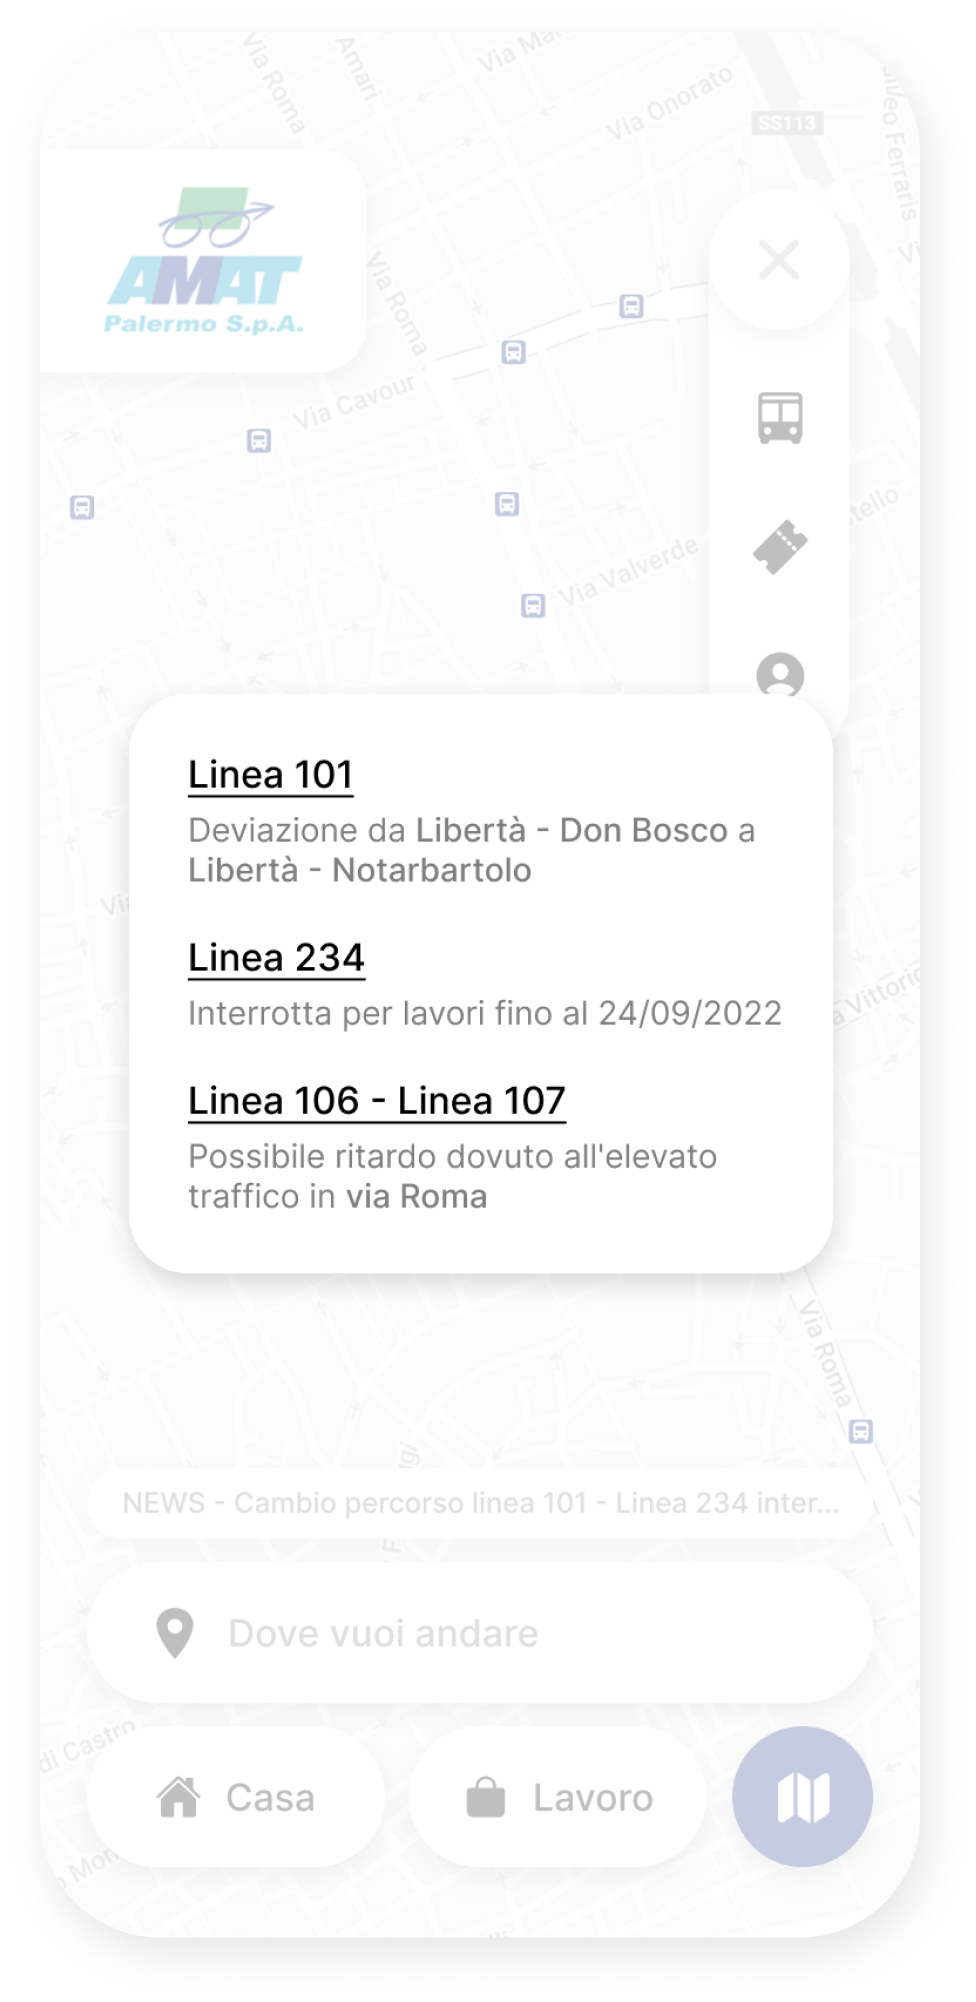 Via Roma
Amari
Via Onorato
SS113
Ferraris
AMAT
Palermo S.p.A.
Via Roma
Via Cavour
Via Valverde
Linea 101
Deviazione da Libertà - Don Bosco a
Libertà - Notarbartolo
Linea 234
Interrotta per lavori fino al 24/09/2022
Linea 106 - Linea 107
Possibile ritardo dovuto all'elevato
traffico in via Roma
Via Roma
NEWS - Cambio percorso linea 101 - Linea 234 inter...
Dove vuoi andare
di Castro
Casa
Lavoro